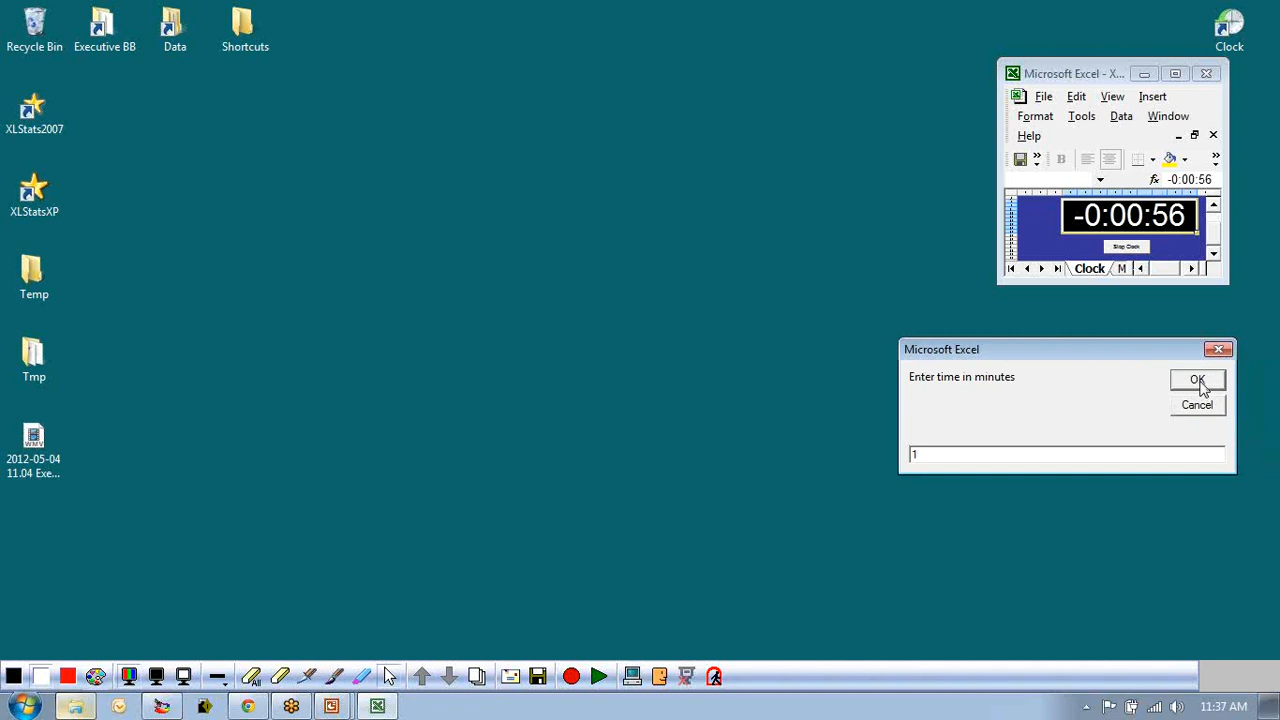 Recycle Bin
Executive BB
Data
Shortcuts
Clock
XLStats2007
XLStatsXP
Temp
Tmp
2012-05-04
11.04 Exe...
Microsoft Excel - X...
File Edit View Insert
Format Tools Data Window
Help
B
fx -0:00:56
-0:00:56
Stop Clock
Clock M
Microsoft Excel
Enter time in minutes
OK
Cancel
1
All
11:37 AM